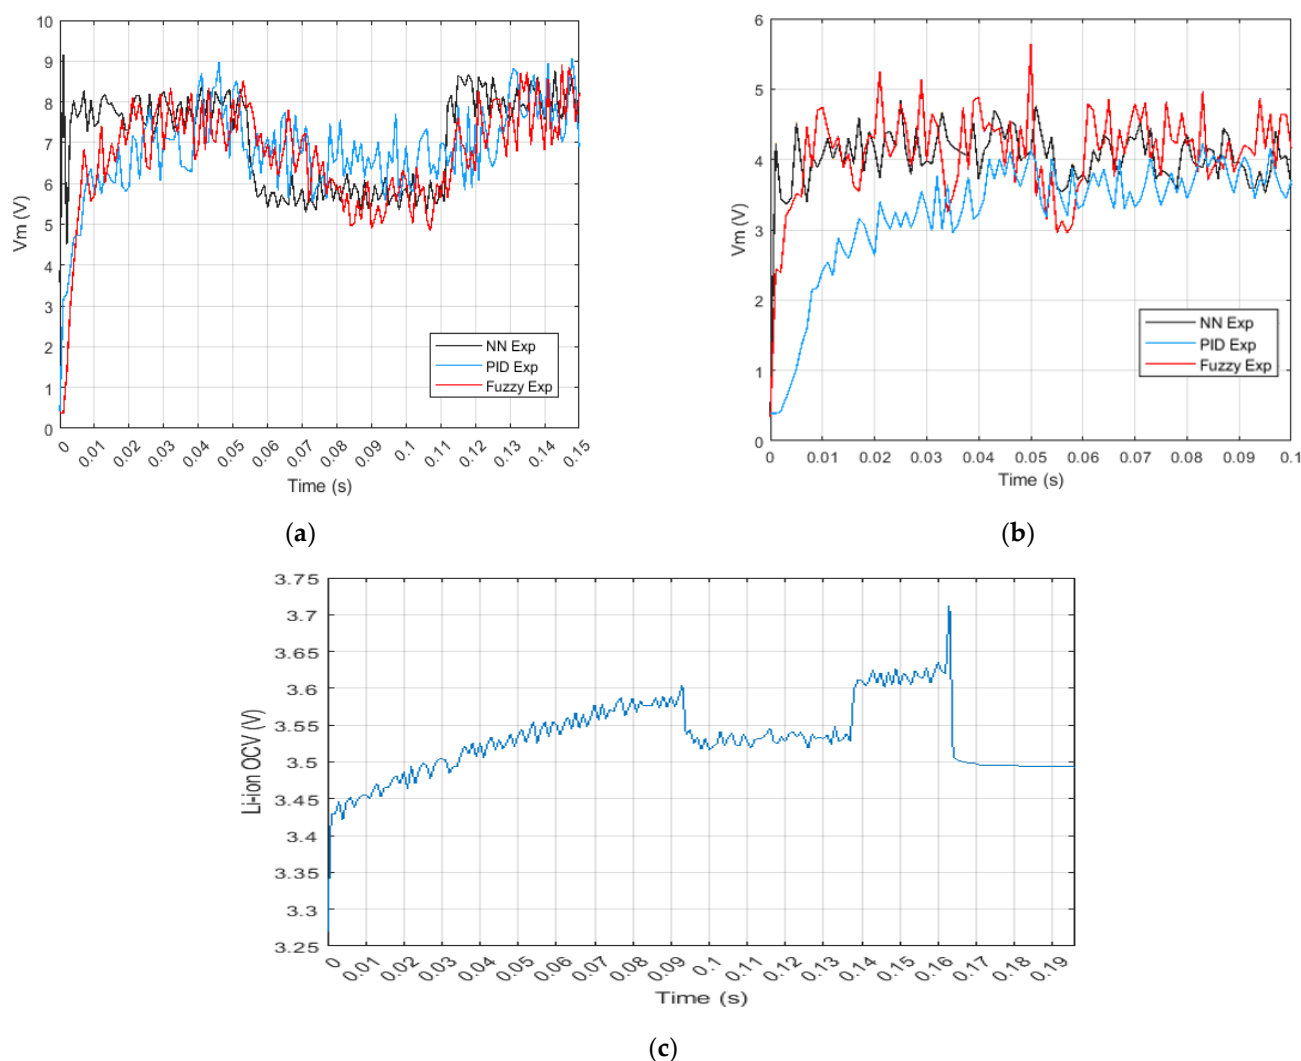 10
9
8
7
6
5
4
3
2
1
0
Vm (V)
NN Exp
PID Exp
Fuzzy Exp
0 0.01 0.02 0.03 0.04 0.05 0.06 0.07 0.08 0.09 0.1 0.11 0.12 0.13 0.14 0.15
Time (s)
(a)
6
5
4
3
2
1
0
Vm (V)
NN Exp
PID Exp
Fuzzy Exp
0 0.01 0.02 0.03 0.04 0.05 0.06 0.07 0.08 0.09 0.1
Time (s)
(b)
3.75
3.7
3.65
3.6
3.55
3.5
3.45
3.4
3.35
3.3
3.25
Li-ion OCV (V)
0 0.01 0.02 0.03 0.04 0.05 0.06 0.07 0.08 0.09 0.1 0.11 0.12 0.13 0.14 0.15 0.16 0.17 0.18 0.19
Time (s)
(c)